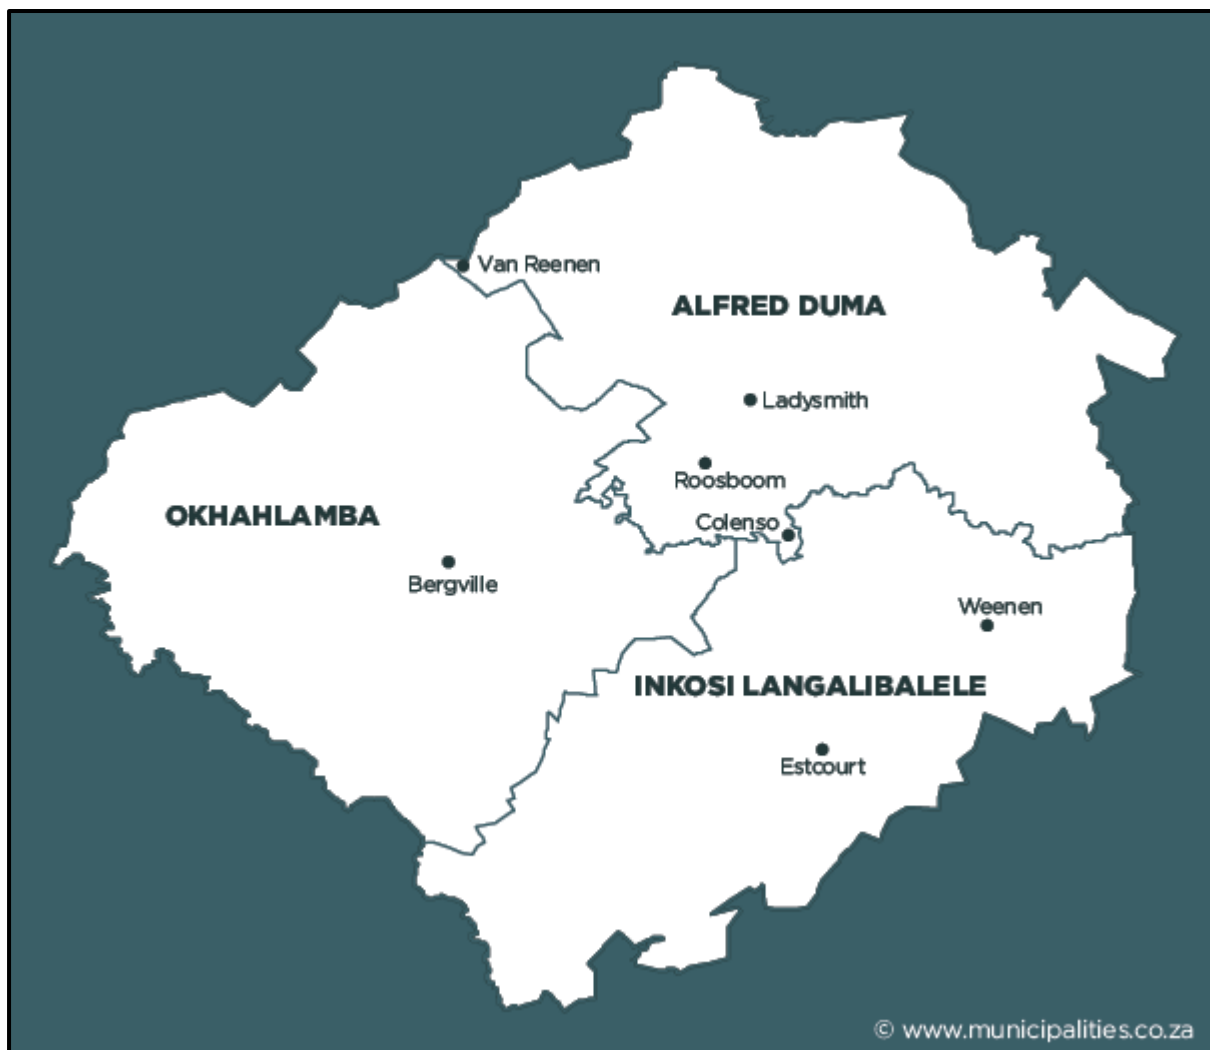 Van Reenen
ALFRED DUMA
Ladysmith
Roosboom
OKHAHLAMBA
Colenso
Bergville
Weenen
INKOSI LANGALIBALELE
Estcourt
© www.municipalities.co.za